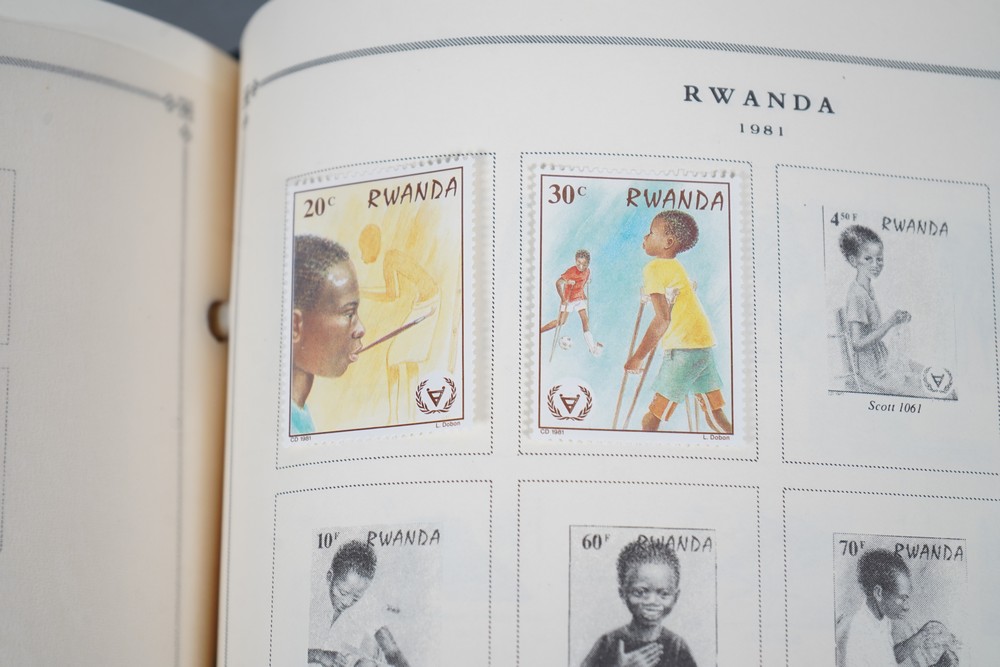 RWANDA
1981
20c RWANDA
CD 1981 L. Dobon
30c RWANDA
CD 1981 L. Dobon
4 50 F RWANDA
Scott 1061
10F RWANDA
60F RWANDA
70F RWANDA